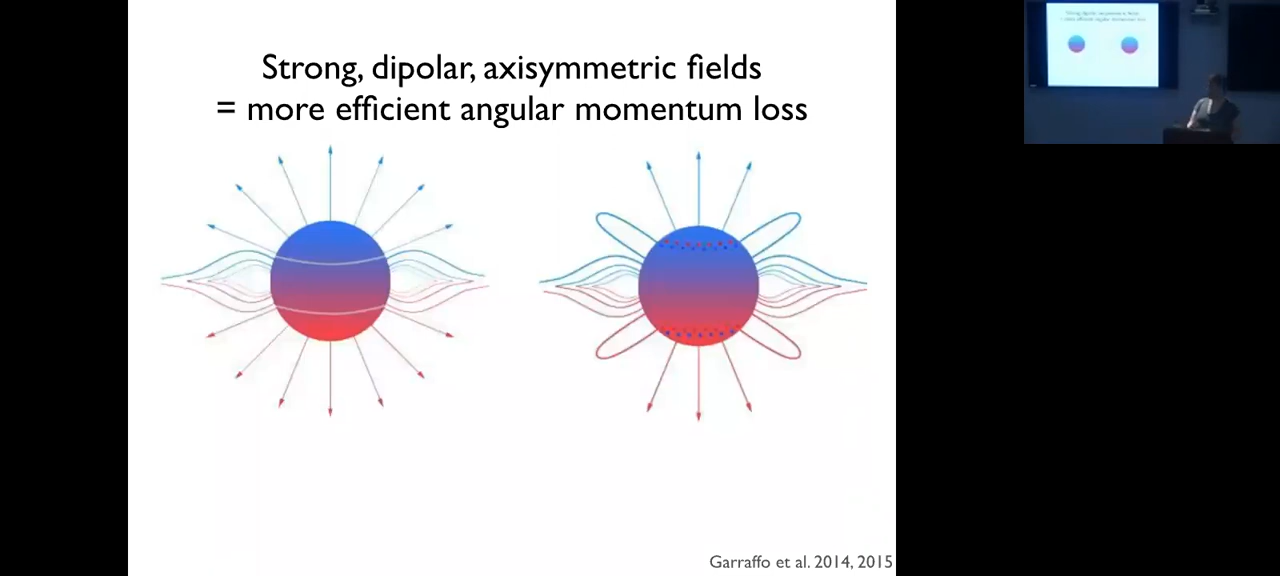 Strong, dipolar, axisymmetric fields
= more efficient angular momentum loss
Garraffo et al. 2014, 2015